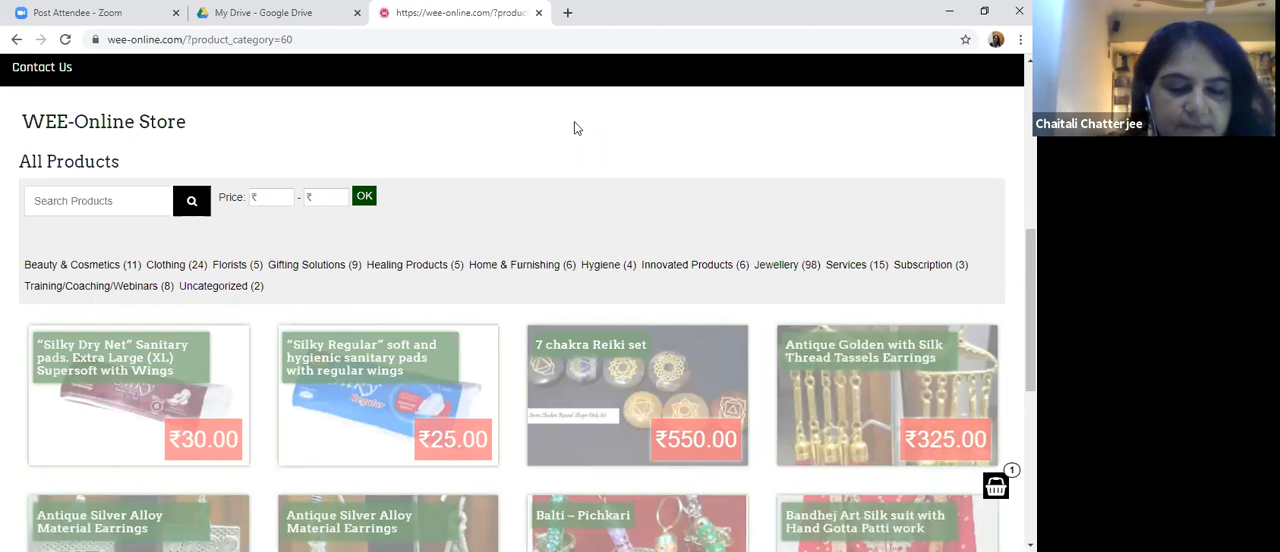 Post Attendee - Zoom
My Drive - Google Drive
https://wee-online.com/?product
wee-online.com/?product_category=60
Contact Us
Chaitali Chatterjee
WEE-Online Store
All Products
Search Products
Price: ₹ - ₹ OK
Beauty & Cosmetics (11) Clothing (24) Florists (5) Gifting Solutions (9) Healing Products (5) Home & Furnishing (6) Hygiene (4) Innovated Products (6) Jewellery (98) Services (15) Subscription (3)
Training/Coaching/Webinars (8) Uncategorized (2)
“Silky Dry Net” Sanitary
pads. Extra Large (XL)
Supersoft with Wings
₹30.00
“Silky Regular” soft and
hygienic sanitary pads
with regular wings
Regular
₹25.00
7 chakra Reiki set
₹550.00
Antique Golden with Silk
Thread Tassels Earrings
₹325.00
1
Antique Silver Alloy
Material Earrings
Antique Silver Alloy
Material Earrings
Balti – Pichkari
Bandhej Art Silk suit with
Hand Gotta Patti work